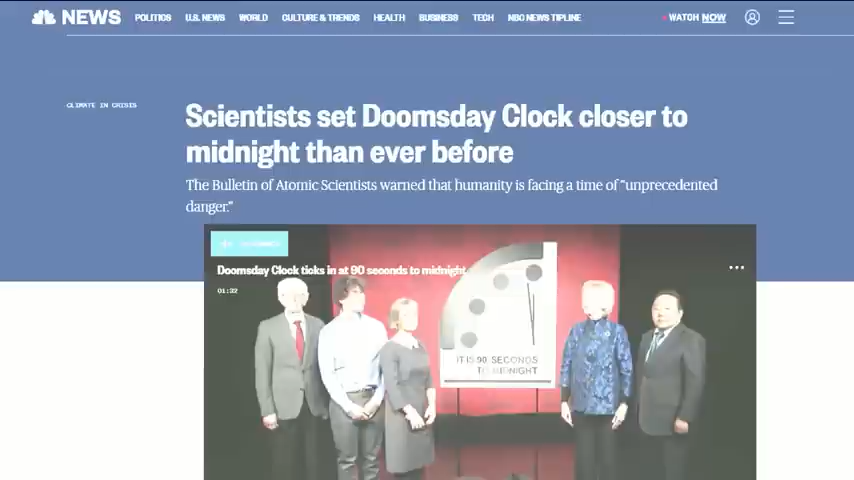 NEWS POLITICS U.S. NEWS WORLD CULTURE & TRENDS HEALTH BUSINESS TECH NBC NEWS TIPLINE WATCH NOW
CLIMATE IN CRISIS
Scientists set Doomsday Clock closer to
midnight than ever before
The Bulletin of Atomic Scientists warned that humanity is facing a time of "unprecedented
danger."
Doomsday Clock ticks in at 90 seconds to midnight
01:32
IT IS 90 SECONDS
TO MIDNIGHT